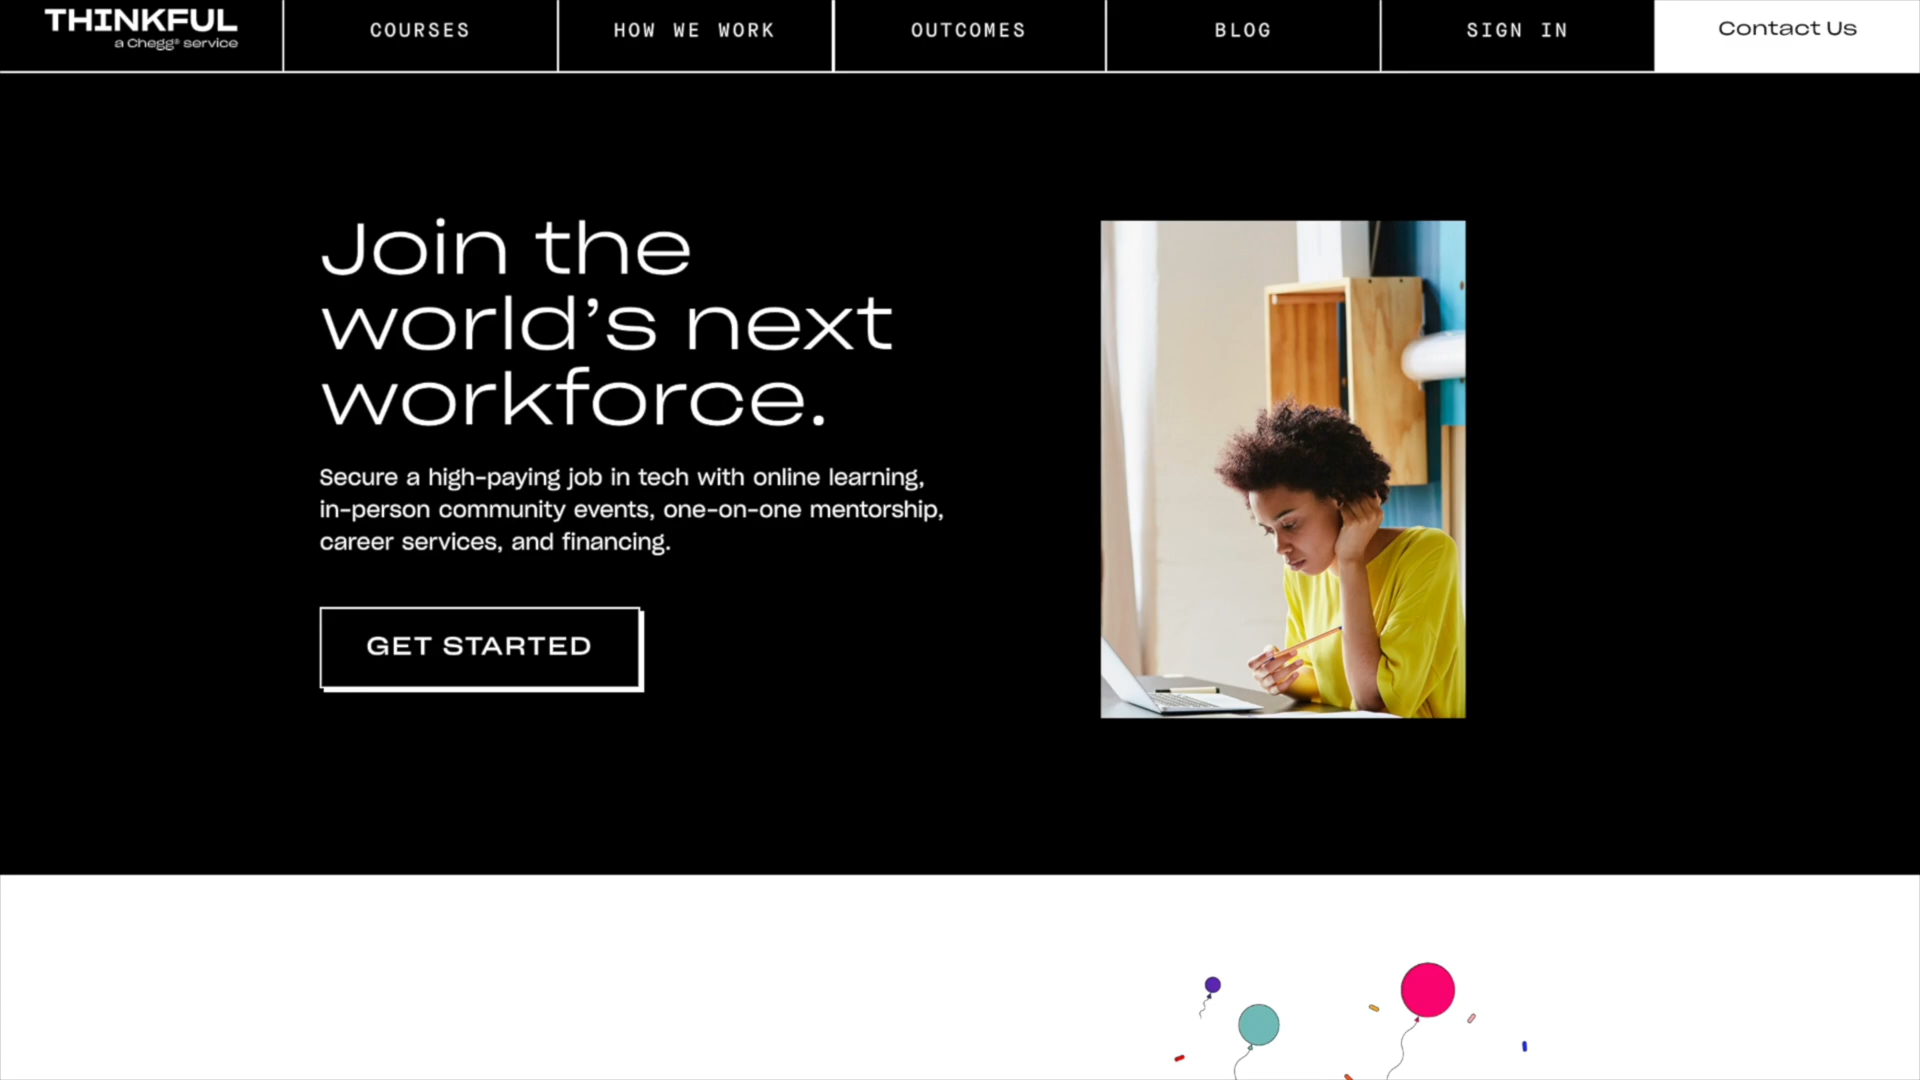 THINKFUL
a Chegg® service
COURSES
HOW WE WORK
OUTCOMES
BLOG
SIGN IN
Contact Us
Join the
world’s next
workforce.
Secure a high-paying job in tech with online learning,
in-person community events, one-on-one mentorship,
career services, and financing.
GET STARTED